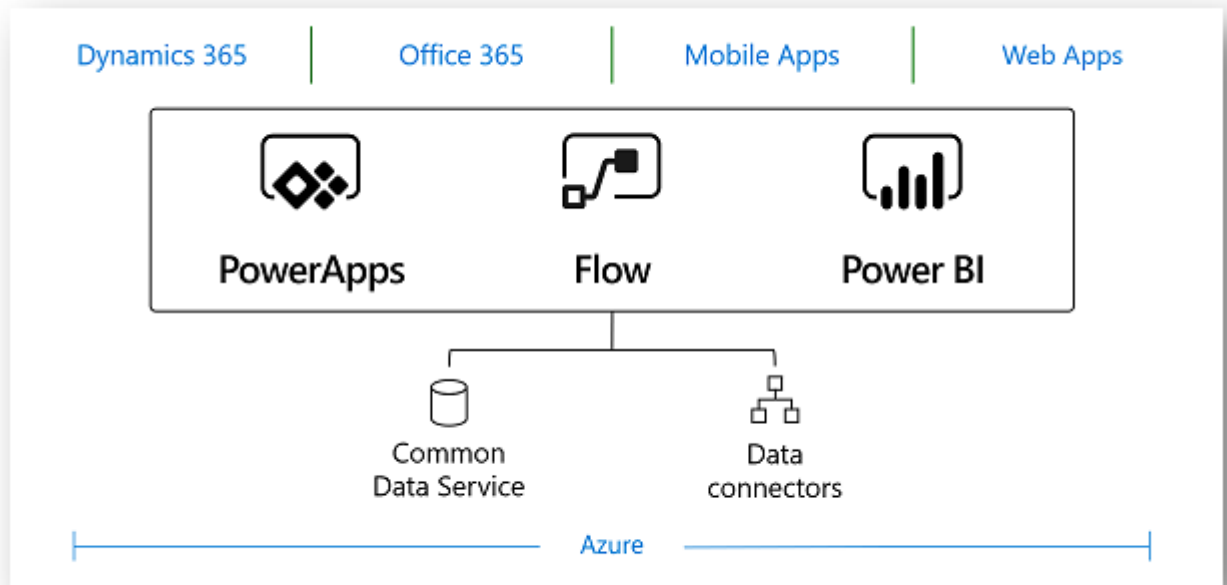 Dynamics 365
Office 365
Mobile Apps
Web Apps
PowerApps
Flow
Power BI
Common
Data Service
Data
connectors
Azure